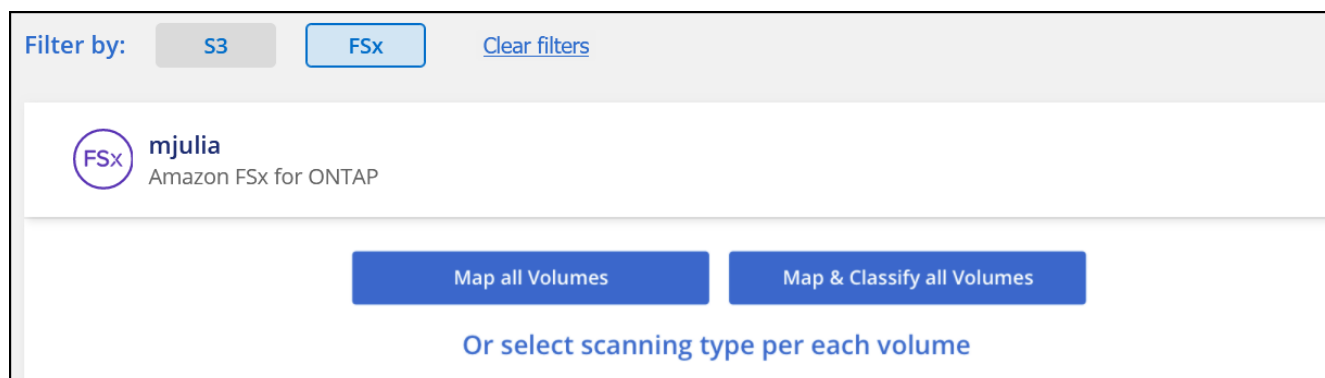 Filter by: S3 FSx Clear filters
FSx
mjulia
Amazon FSx for ONTAP
Map all Volumes Map & Classify all Volumes
Or select scanning type per each volume